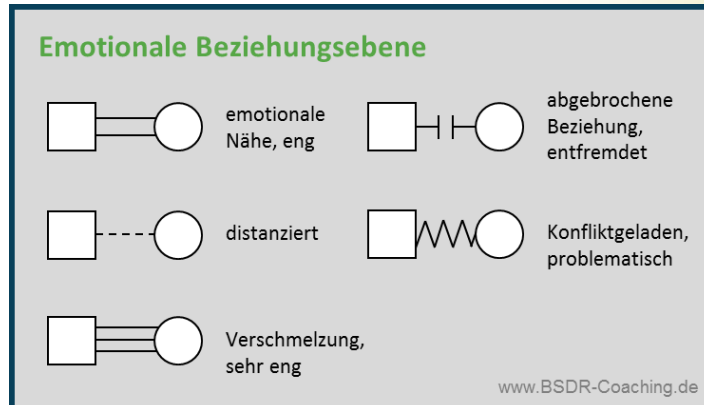 Emotionale Beziehungsebene
emotionale
Nähe, eng
abgebrochene
Beziehung,
entfremdet
distanziert
Konfliktgeladen,
problematisch
Verschmelzung,
sehr eng
www.BSDR-Coaching.de